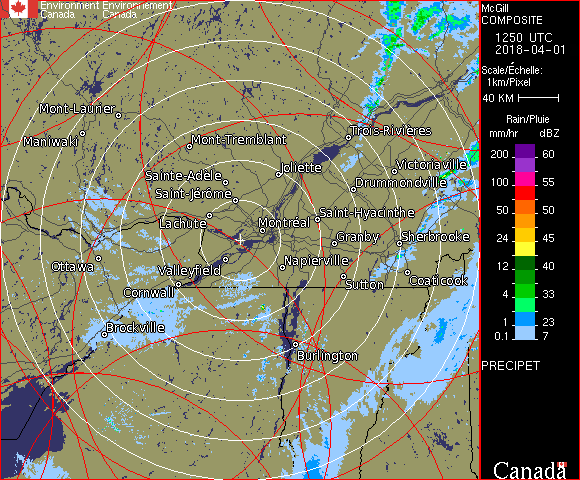 Environment Environnement
Canada Canada
McGill
COMPOSITE
1250 UTC
2018-04-01
Scale/Échelle:
1km/Pixel
40 KM
Rain/Pluie
mm/hr dBZ
200 60
55
100 55
50
50 50
24 45
12 40
4 33
1 23
0.1 7
PRECIPET
Canada
Mont-Laurier
Maniwaki
Mont-Tremblant
Trois-Rivières
Sainte-Adèle
Joliette
Victoriaville
Saint-Jérôme
Drummondville
Lachute
Montréal
Saint-Hyacinthe
Granby
Sherbrooke
Ottawa
Valleyfield
Napierville
Cornwall
Sutton
Coaticook
Brockville
Burlington